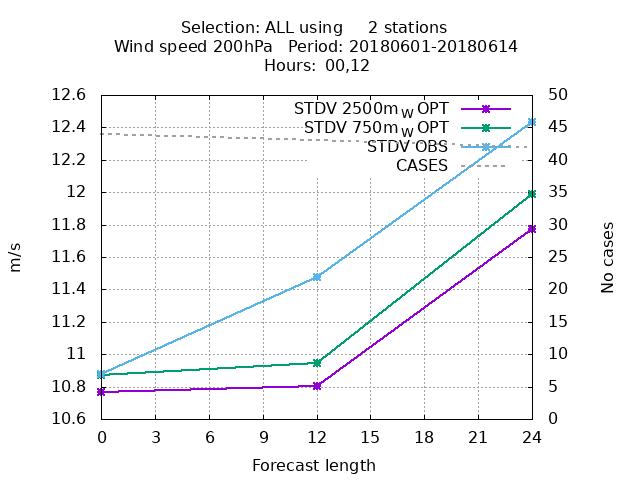 Selection: ALL using     2 stations
Wind speed 200hPa   Period: 20180601-20180614
Hours: 00,12
STDV 2500m W OPT
STDV 750m W OPT
STDV OBS
CASES
12.6
12.4
12.2
12
11.8
11.6
11.4
11.2
11
10.8
10.6
m/s
50
45
40
35
30
25
20
15
10
5
0
No cases
0 3 6 9 12 15 18 21 24
Forecast length